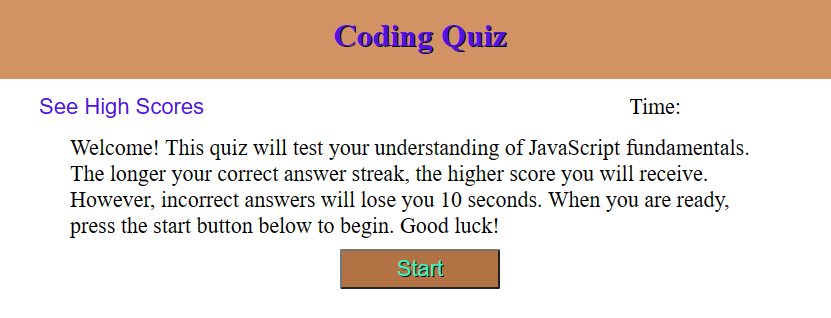 Coding Quiz
See High Scores
Time:
Welcome! This quiz will test your understanding of JavaScript fundamentals.
The longer your correct answer streak, the higher score you will receive.
However, incorrect answers will lose you 10 seconds. When you are ready,
press the start button below to begin. Good luck!
Start